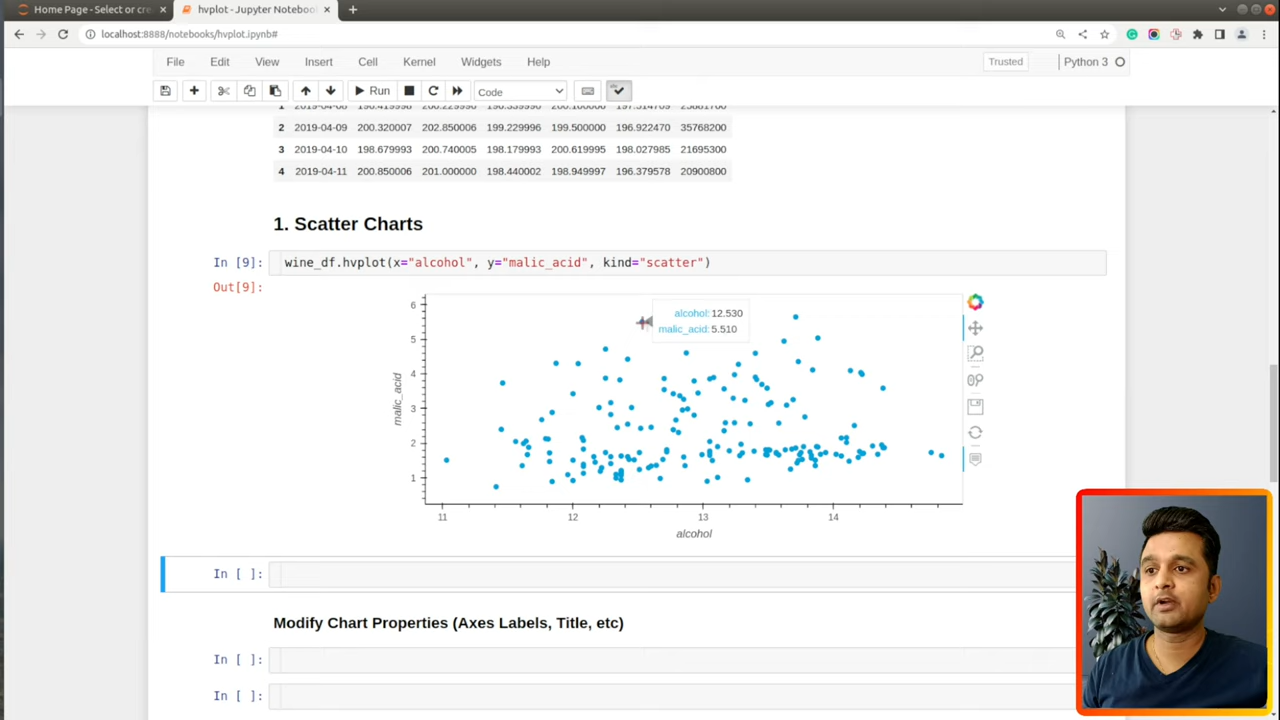 Home Page - Select or cre
hvplot - Jupyter Notebook
localhost:8888/notebooks/hvplot.ipynb#
File Edit View Insert Cell Kernel Widgets Help
Trusted
Python 3
Run
Code
2 2019-04-09 200.320007 202.850006 199.229996 199.500000 196.922470 35768200
3 2019-04-10 198.679993 200.740005 198.179993 200.619995 198.027985 21695300
4 2019-04-11 200.850006 201.000000 198.440002 198.949997 196.379578 20900800
1. Scatter Charts
In [9]: wine_df.hvplot(x="alcohol", y="malic_acid", kind="scatter")
Out[9]:
6
5
4
3
2
1
malic_acid
alcohol: 12.530
malic_acid: 5.510
11 12 13 14
alcohol
In [ ]:
Modify Chart Properties (Axes Labels, Title, etc)
In [ ]:
In [ ]: